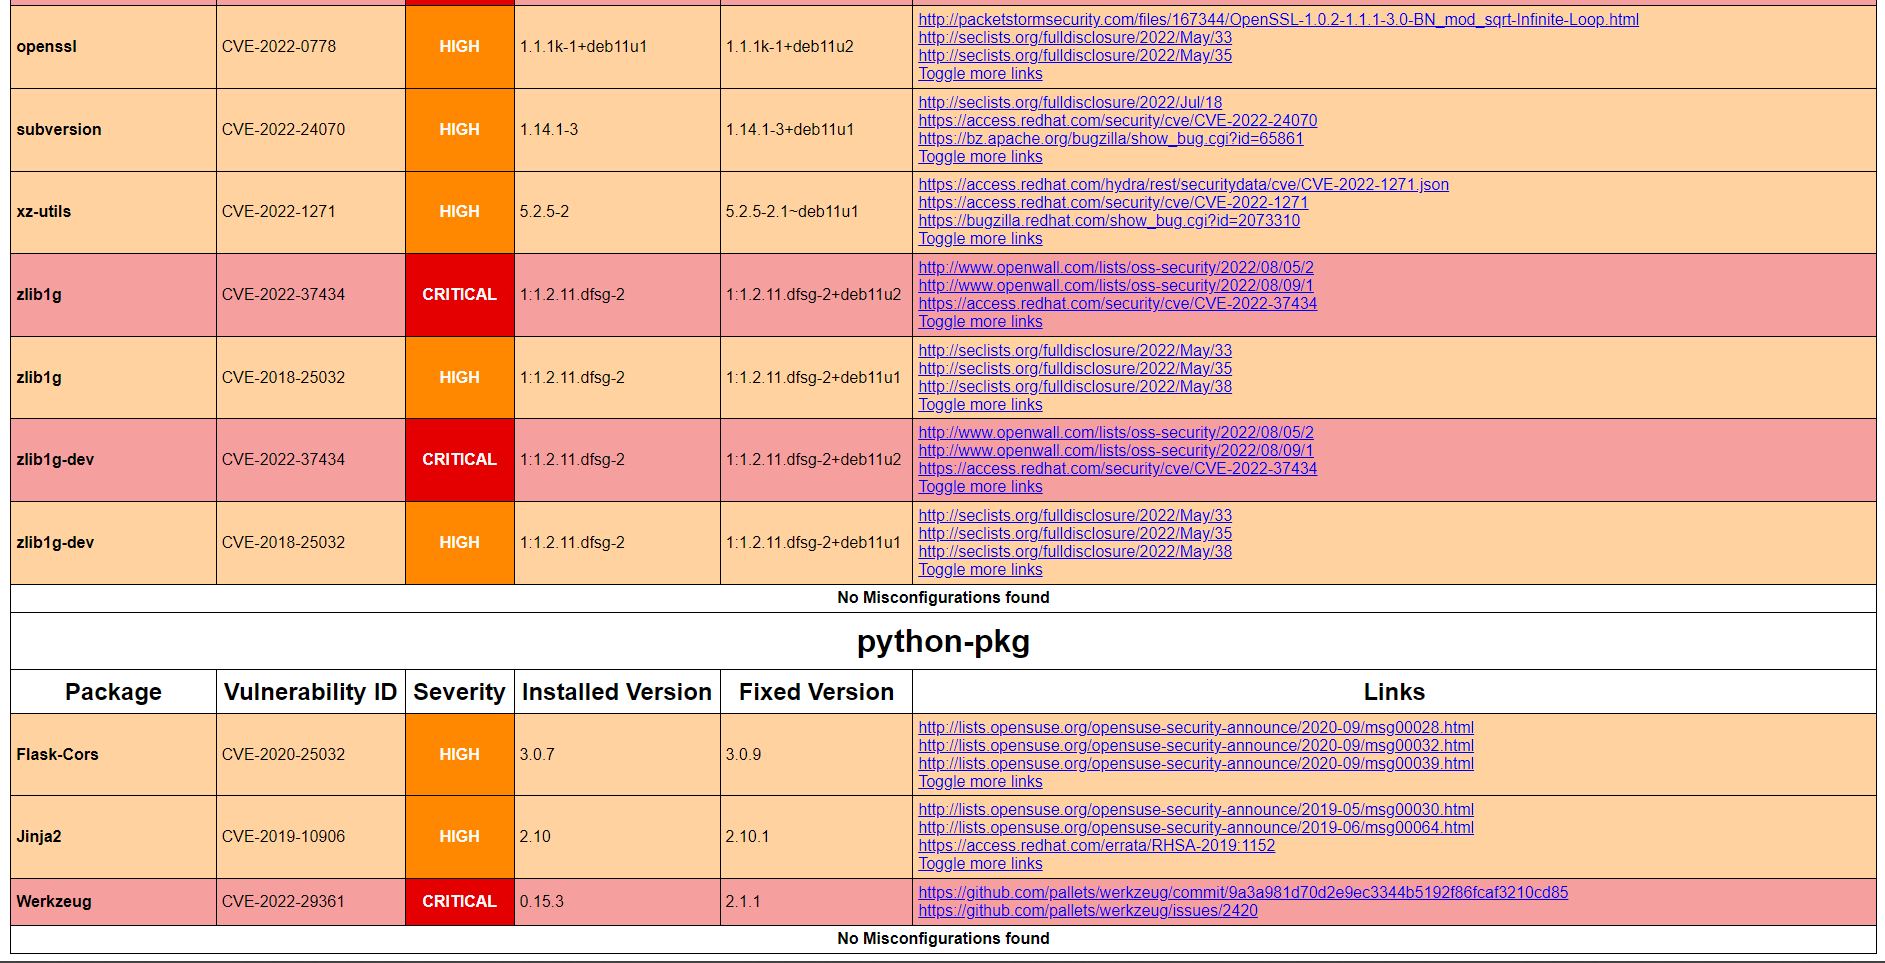 openssl CVE-2022-0778 HIGH 1.1.1k-1+deb11u1 1.1.1k-1+deb11u2 http://packetstormsecurity.com/files/167344/OpenSSL-1.0.2-1.1.1-3.0-BN_mod_sqrt-Infinite-Loop.html
http://seclists.org/fulldisclosure/2022/May/33
http://seclists.org/fulldisclosure/2022/May/35
Toggle more links
subversion CVE-2022-24070 HIGH 1.14.1-3 1.14.1-3+deb11u1 http://seclists.org/fulldisclosure/2022/Jul/18
https://access.redhat.com/security/cve/CVE-2022-24070
https://bz.apache.org/bugzilla/show_bug.cgi?id=65861
Toggle more links
xz-utils CVE-2022-1271 HIGH 5.2.5-2 5.2.5-2.1~deb11u1 https://access.redhat.com/hydra/rest/securitydata/cve/CVE-2022-1271.json
https://access.redhat.com/security/cve/CVE-2022-1271
https://bugzilla.redhat.com/show_bug.cgi?id=2073310
Toggle more links
zlib1g CVE-2022-37434 CRITICAL 1:1.2.11.dfsg-2 1:1.2.11.dfsg-2+deb11u2 http://www.openwall.com/lists/oss-security/2022/08/05/2
http://www.openwall.com/lists/oss-security/2022/08/09/1
https://access.redhat.com/security/cve/CVE-2022-37434
Toggle more links
zlib1g CVE-2018-25032 HIGH 1:1.2.11.dfsg-2 1:1.2.11.dfsg-2+deb11u1 http://seclists.org/fulldisclosure/2022/May/33
http://seclists.org/fulldisclosure/2022/May/35
http://seclists.org/fulldisclosure/2022/May/38
Toggle more links
zlib1g-dev CVE-2022-37434 CRITICAL 1:1.2.11.dfsg-2 1:1.2.11.dfsg-2+deb11u2 http://www.openwall.com/lists/oss-security/2022/08/05/2
http://www.openwall.com/lists/oss-security/2022/08/09/1
https://access.redhat.com/security/cve/CVE-2022-37434
Toggle more links
zlib1g-dev CVE-2018-25032 HIGH 1:1.2.11.dfsg-2 1:1.2.11.dfsg-2+deb11u1 http://seclists.org/fulldisclosure/2022/May/33
http://seclists.org/fulldisclosure/2022/May/35
http://seclists.org/fulldisclosure/2022/May/38
Toggle more links
No Misconfigurations found
python-pkg
Package Vulnerability ID Severity Installed Version Fixed Version Links
Flask-Cors CVE-2020-25032 HIGH 3.0.7 3.0.9 http://lists.opensuse.org/opensuse-security-announce/2020-09/msg00028.html
http://lists.opensuse.org/opensuse-security-announce/2020-09/msg00032.html
http://lists.opensuse.org/opensuse-security-announce/2020-09/msg00039.html
Toggle more links
Jinja2 CVE-2019-10906 HIGH 2.10 2.10.1 http://lists.opensuse.org/opensuse-security-announce/2019-05/msg00030.html
http://lists.opensuse.org/opensuse-security-announce/2019-06/msg00064.html
https://access.redhat.com/errata/RHSA-2019:1152
Toggle more links
Werkzeug CVE-2022-29361 CRITICAL 0.15.3 2.1.1 https://github.com/pallets/werkzeug/commit/9a3a981d70d2e9ec3344b5192f86fcaf3210cd85
https://github.com/pallets/werkzeug/issues/2420
No Misconfigurations found